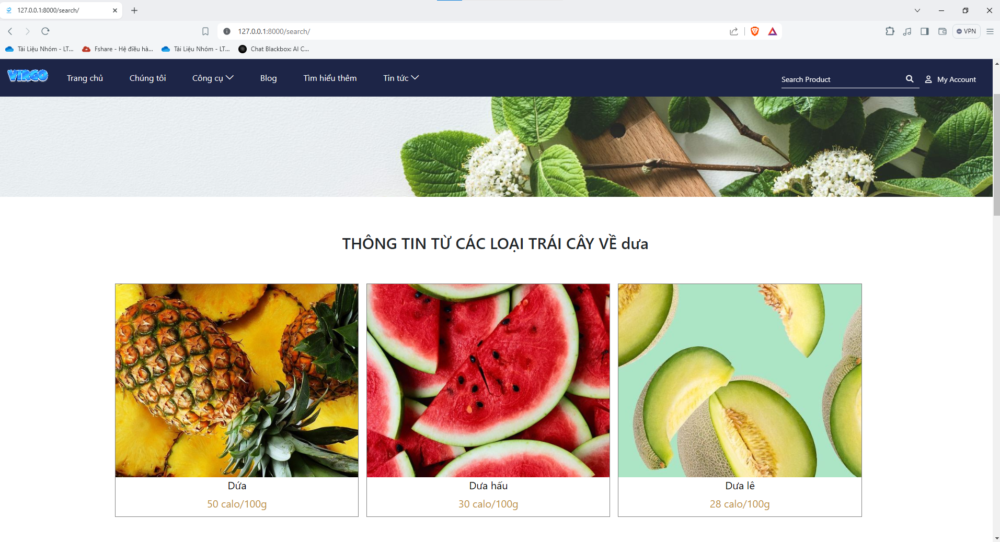 127.0.0.1:8000/search/
127.0.0.1:8000/search/
VPN
Tài Liệu Nhóm - LT...
Fshare - Hệ điều hà...
Tài Liệu Nhóm - LT...
Chat Blackbox: AI C...
VIRGO
Trang chủ
Chúng tôi
Công cụ
Blog
Tìm hiểu thêm
Tin tức
Search Product
My Account
THÔNG TIN TỪ CÁC LOẠI TRÁI CÂY VỀ dưa
Dứa
50 calo/100g
Dưa hấu
30 calo/100g
Dưa lê
28 calo/100g